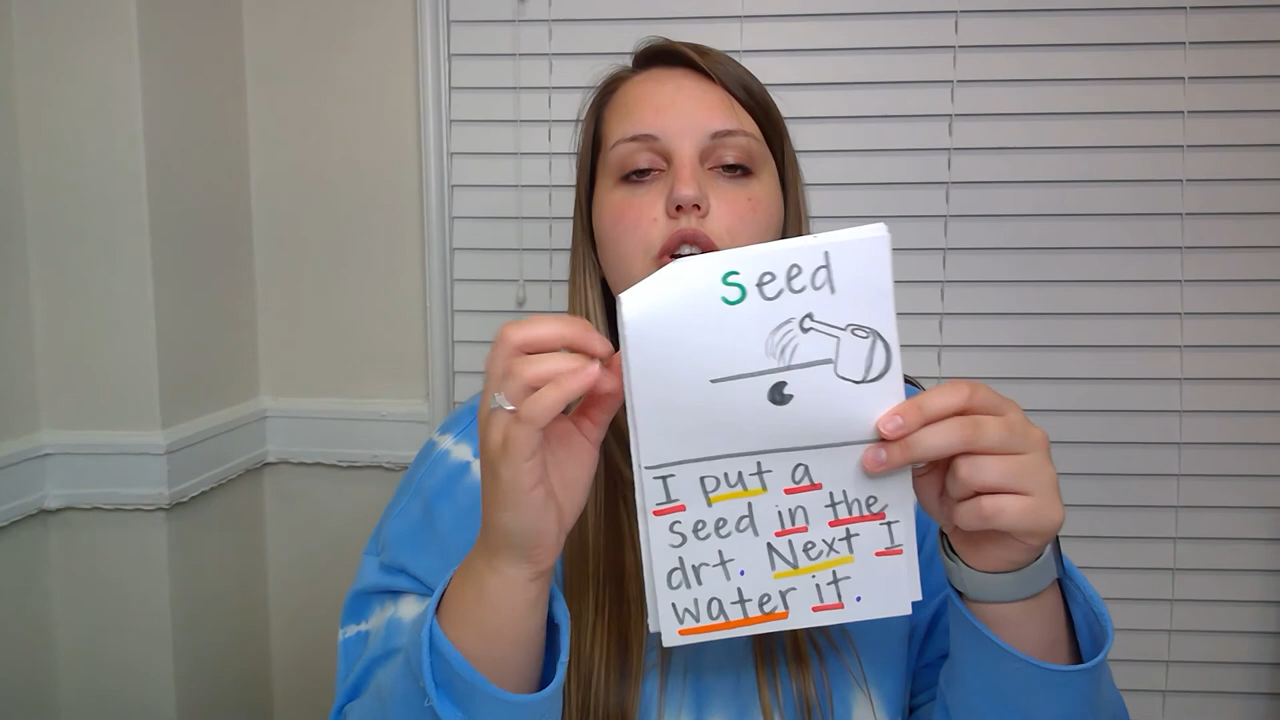 seed
I put a
seed in the
drt. Next I
water it.